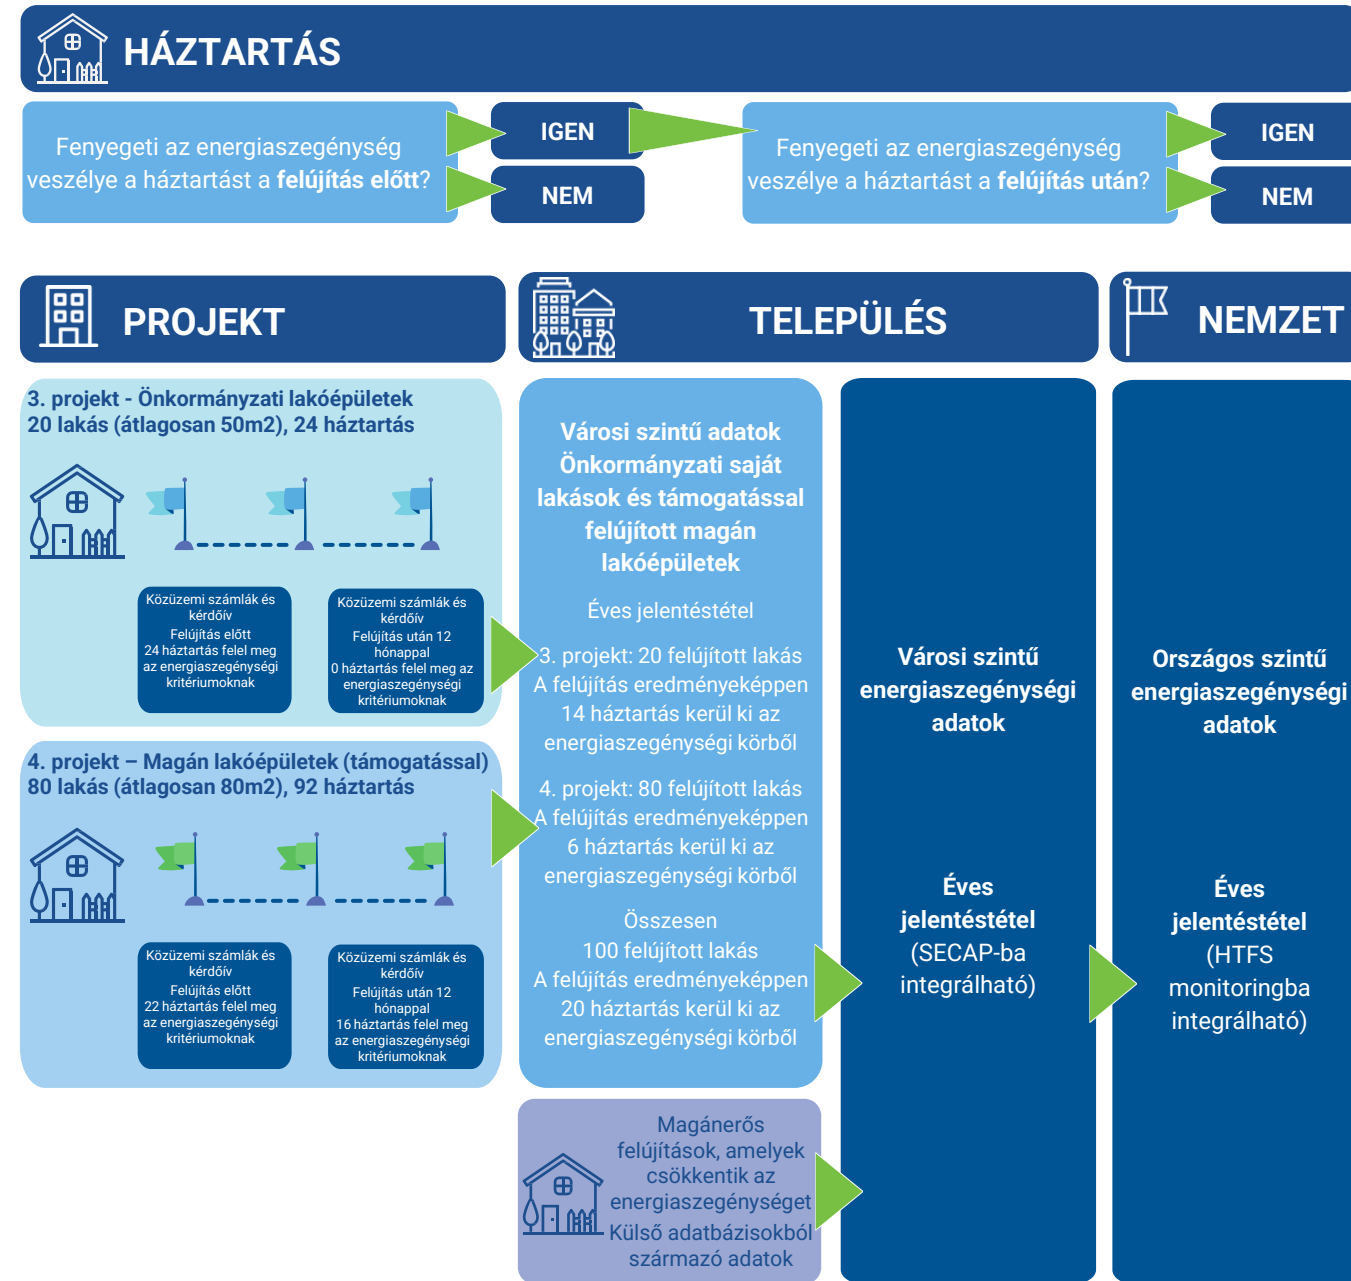 HÁZTARTÁS
Fenyegeti az energiaszegénység
veszélye a háztartást a felújítás előtt?
IGEN
NEM
Fenyegeti az energiaszegénység
veszélye a háztartást a felújítás után?
IGEN
NEM
PROJEKT
3. projekt - Önkormányzati lakóépületek
20 lakás (átlagosan 50m2), 24 háztartás
Közüzemi számlák és
kérdőív
Felújítás előtt
24 háztartás felel meg
az energiaszegénységi
kritériumoknak
Közüzemi számlák és
kérdőív
Felújítás után 12
hónappal
0 háztartás felel meg az
energiaszegénységi
kritériumoknak
4. projekt – Magán lakóépületek (támogatással)
80 lakás (átlagosan 80m2), 92 háztartás
Közüzemi számlák és
kérdőív
Felújítás előtt
22 háztartás felel meg
az energiaszegénységi
kritériumoknak
Közüzemi számlák és
kérdőív
Felújítás után 12
hónappal
16 háztartás felel meg
az energiaszegénységi
kritériumoknak
TELEPÜLÉS
Városi szintű adatok
Önkormányzati saját
lakások és támogatással
felújított magán
lakóépületek
Éves jelentéstétel
3. projekt: 20 felújított lakás
A felújítás eredményeképpen
14 háztartás kerül ki az
energiaszegénységi körből
4. projekt: 80 felújított lakás
A felújítás eredményeképpen
6 háztartás kerül ki az
energiaszegénységi körből
Összesen
100 felújított lakás
A felújítás eredményeképpen
20 háztartás kerül ki az
energiaszegénységi körből
Magánerős
felújítások, amelyek
csökkentik az
energiaszegénységet
Külső adatbázisokból
származó adatok
Városi szintű
energiaszegénységi
adatok
Éves
jelentéstétel
(SECAP-ba
integrálható)
NEMZET
Országos szintű
energiaszegénységi
adatok
Éves
jelentéstétel
(HTFS
monitoringba
integrálható)